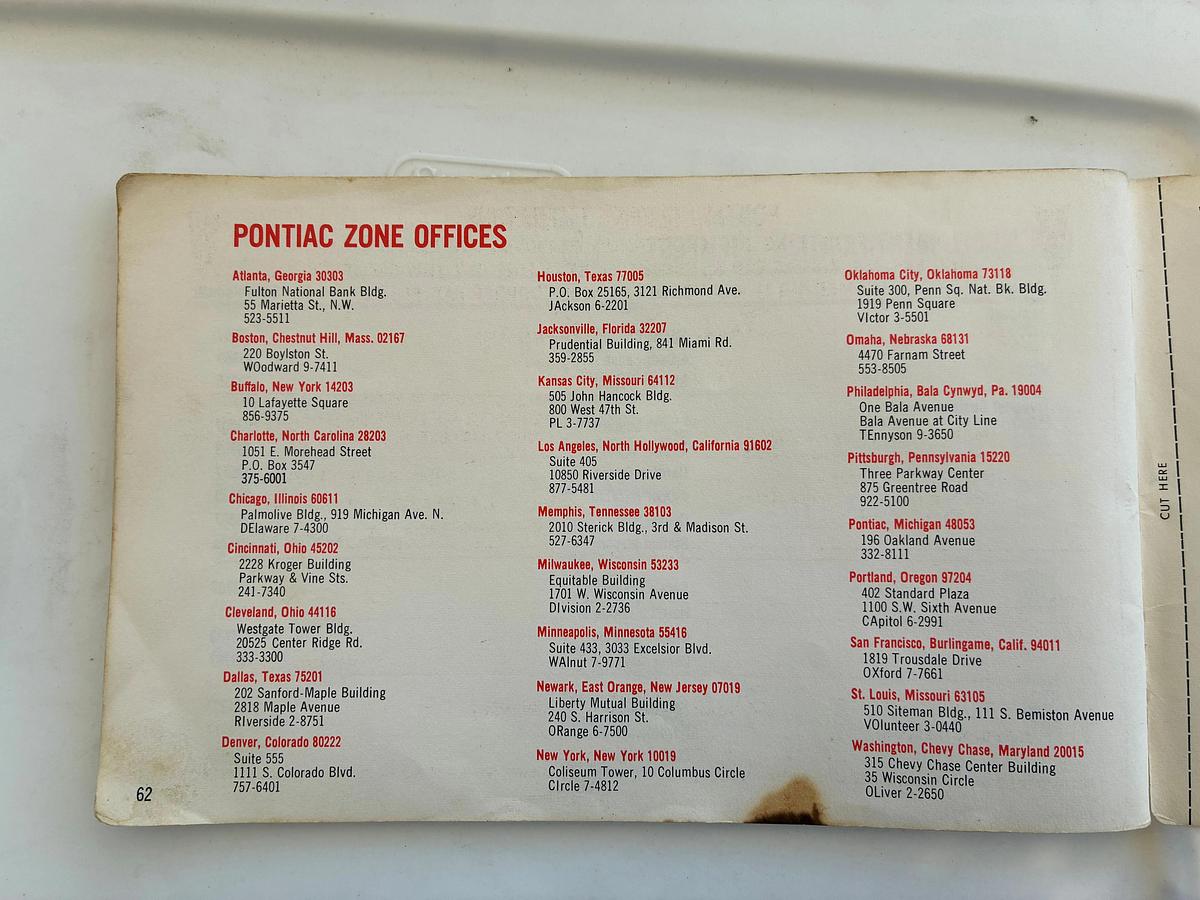 PONTIAC ZONE OFFICES
Atlanta, Georgia 30303
Fulton National Bank Bldg.
55 Marietta St., N.W.
523-5511
Boston, Chestnut Hill, Mass. 02167
220 Boylston St.
WOodward 9-7411
Buffalo, New York 14203
10 Lafayette Square
856-9375
Charlotte, North Carolina 28203
1051 E. Morehead Street
P.O. Box 3547
375-6001
Chicago, Illinois 60611
Palmolive Bldg., 919 Michigan Ave. N.
DElaware 7-4300
Cincinnati, Ohio 45202
2228 Kroger Building
Parkway & Vine Sts.
241-7340
Cleveland, Ohio 44116
Westgate Tower Bldg.
20525 Center Ridge Rd.
333-3300
Dallas, Texas 75201
202 Sanford-Maple Building
2818 Maple Avenue
RIverside 2-8751
Denver, Colorado 80222
Suite 555
1111 S. Colorado Blvd.
757-6401
62
Houston, Texas 77005
P.O. Box 25165, 3121 Richmond Ave.
JAckson 6-2201
Jacksonville, Florida 32207
Prudential Building, 841 Miami Rd.
359-2855
Kansas City, Missouri 64112
505 John Hancock Bldg.
800 West 47th St.
PL 3-7737
Los Angeles, North Hollywood, California 91602
Suite 405
10850 Riverside Drive
877-5481
Memphis, Tennessee 38103
2010 Sterick Bldg., 3rd & Madison St.
527-6347
Milwaukee, Wisconsin 53233
Equitable Building
1701 W. Wisconsin Avenue
DIvision 2-2736
Minneapolis, Minnesota 55416
Suite 433, 3033 Excelsior Blvd.
WAlnut 7-9771
Newark, East Orange, New Jersey 07019
Liberty Mutual Building
240 S. Harrison St.
ORange 6-7500
New York, New York 10019
Coliseum Tower, 10 Columbus Circle
CIrcle 7-4812
Oklahoma City, Oklahoma 73118
Suite 300, Penn Sq. Nat. Bk. Bldg.
1919 Penn Square
VIctor 3-5501
Omaha, Nebraska 68131
4470 Farnam Street
553-8505
Philadelphia, Bala Cynwyd, Pa. 19004
One Bala Avenue
Bala Avenue at City Line
TEnnyson 9-3650
Pittsburgh, Pennsylvania 15220
Three Parkway Center
875 Greentree Road
922-5100
Pontiac, Michigan 48053
196 Oakland Avenue
332-8111
Portland, Oregon 97204
402 Standard Plaza
1100 S.W. Sixth Avenue
CApitol 6-2991
San Francisco, Burlingame, Calif. 94011
1819 Trousdale Drive
OXford 7-7661
St. Louis, Missouri 63105
510 Siteman Bldg., 111 S. Bemiston Avenue
VOlunteer 3-0440
Washington, Chevy Chase, Maryland 20015
315 Chevy Chase Center Building
35 Wisconsin Circle
OLiver 2-2650
CUT HERE